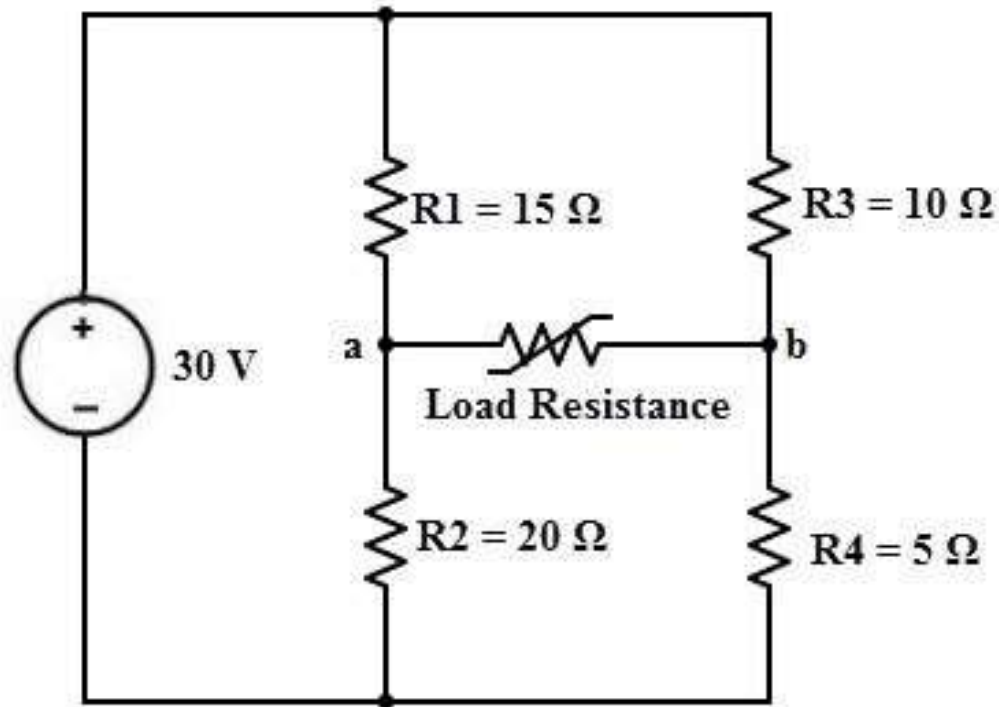 R1 = 15 Ω
R3 = 10 Ω
+
30 V
−
a
b
Load Resistance
R2 = 20 Ω
R4 = 5 Ω